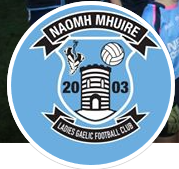 NAOMH MHUIRE
20 03
LADIES GAELIC FOOTBALL CLUB